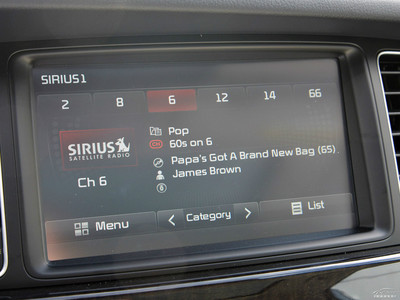 SIRIUS1
2 8 6 12 14 66
Pop
60s on 6
SIRIUS
SATELLITE RADIO
Papa's Got A Brand New Bag (65)
Ch 6
James Brown
Menu < Category > List